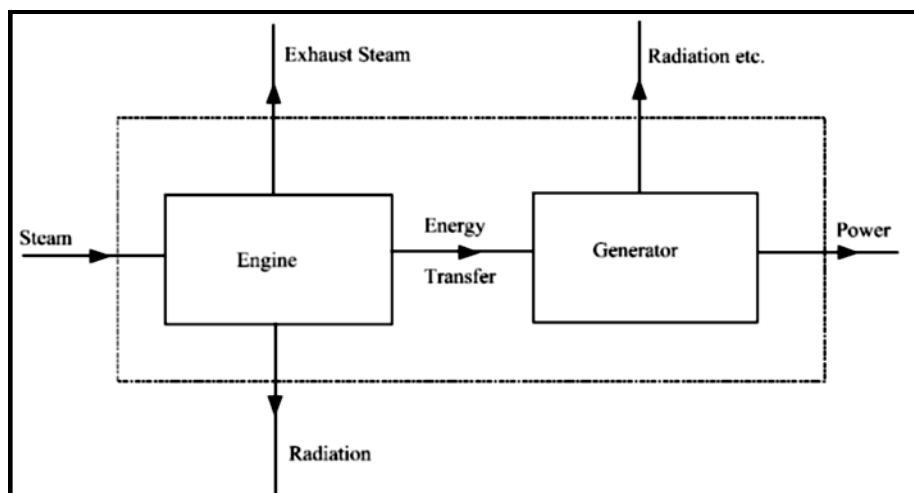 Exhaust Steam
Radiation etc.
Steam
Engine
Energy
Transfer
Generator
Power
Radiation